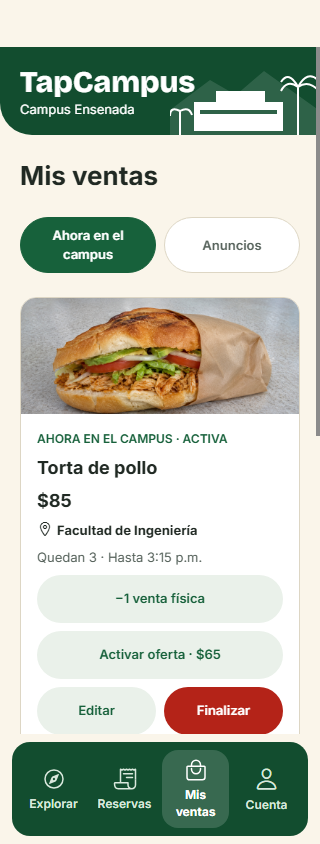 TapCampus
Campus Ensenada
Mis ventas
Ahora en el
campus
Anuncios
AHORA EN EL CAMPUS · ACTIVA
Torta de pollo
$85
Facultad de Ingeniería
Quedan 3 · Hasta 3:15 p.m.
−1 venta física
Activar oferta · $65
Editar
Finalizar
Explorar
Reservas
Mis
ventas
Cuenta